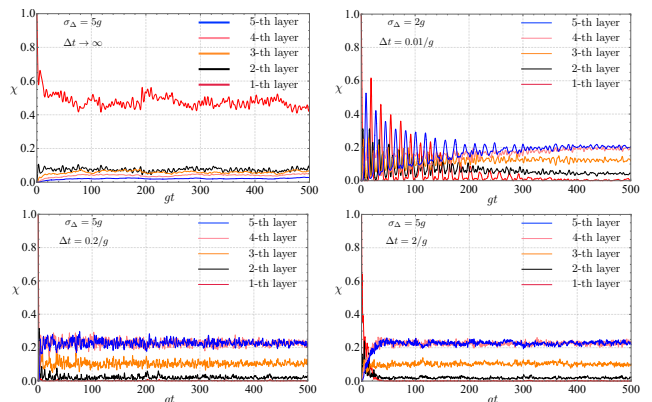 1.0
0.8
0.6
0.4
0.2
0.0
χ
σ_Δ = 5g
Δt → ∞
5-th layer
4-th layer
3-th layer
2-th layer
1-th layer
0 100 200 300 400 500
gt
1.0
0.8
0.6
0.4
0.2
0.0
χ
σ_Δ = 2g
Δt = 0.01/g
5-th layer
4-th layer
3-th layer
2-th layer
1-th layer
0 100 200 300 400 500
gt
1.0
0.8
0.6
0.4
0.2
0.0
χ
σ_Δ = 5g
Δt = 0.2/g
5-th layer
4-th layer
3-th layer
2-th layer
1-th layer
0 100 200 300 400 500
gt
1.0
0.8
0.6
0.4
0.2
0.0
χ
σ_Δ = 5g
Δt = 2/g
5-th layer
4-th layer
3-th layer
2-th layer
1-th layer
0 100 200 300 400 500
gt